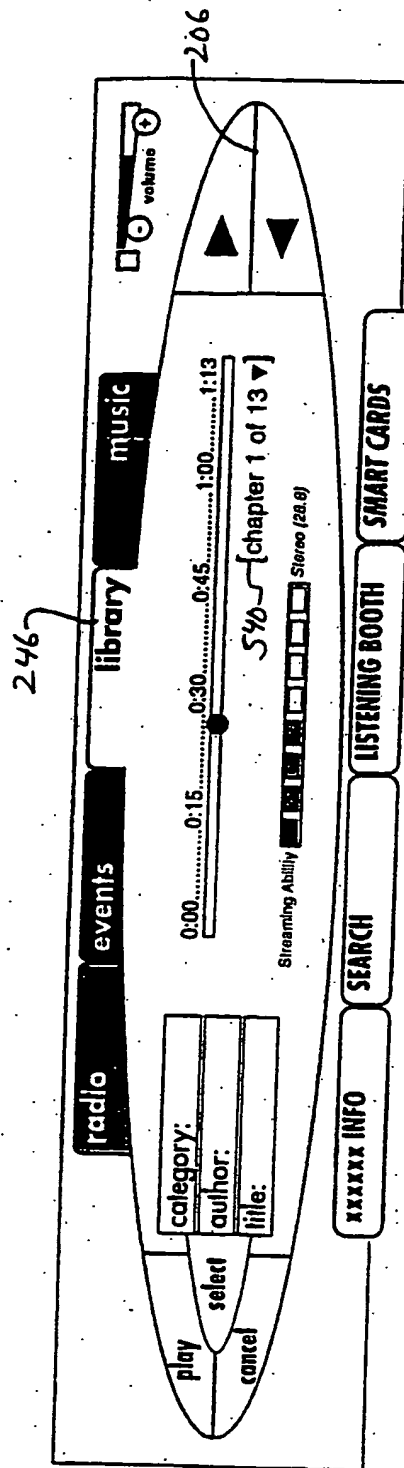 246
206
radio
events
library
music
volume
play
select
cancel
category:
author:
title:
0:00 0:15 0:30 0:45 1:00 1:13
540
[chapter 1 of 13 ▼]
Streaming Ability
Stereo (28.8)
xxxxxx INFO
SEARCH
LISTENING BOOTH
SMART CARDS